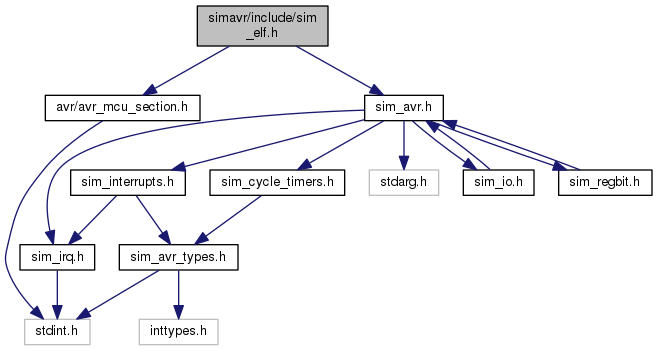 simavr/include/sim
_elf.h
avr/avr_mcu_section.h
sim_avr.h
sim_interrupts.h
sim_cycle_timers.h
stdarg.h
sim_io.h
sim_regbit.h
sim_irq.h
sim_avr_types.h
stdint.h
inttypes.h